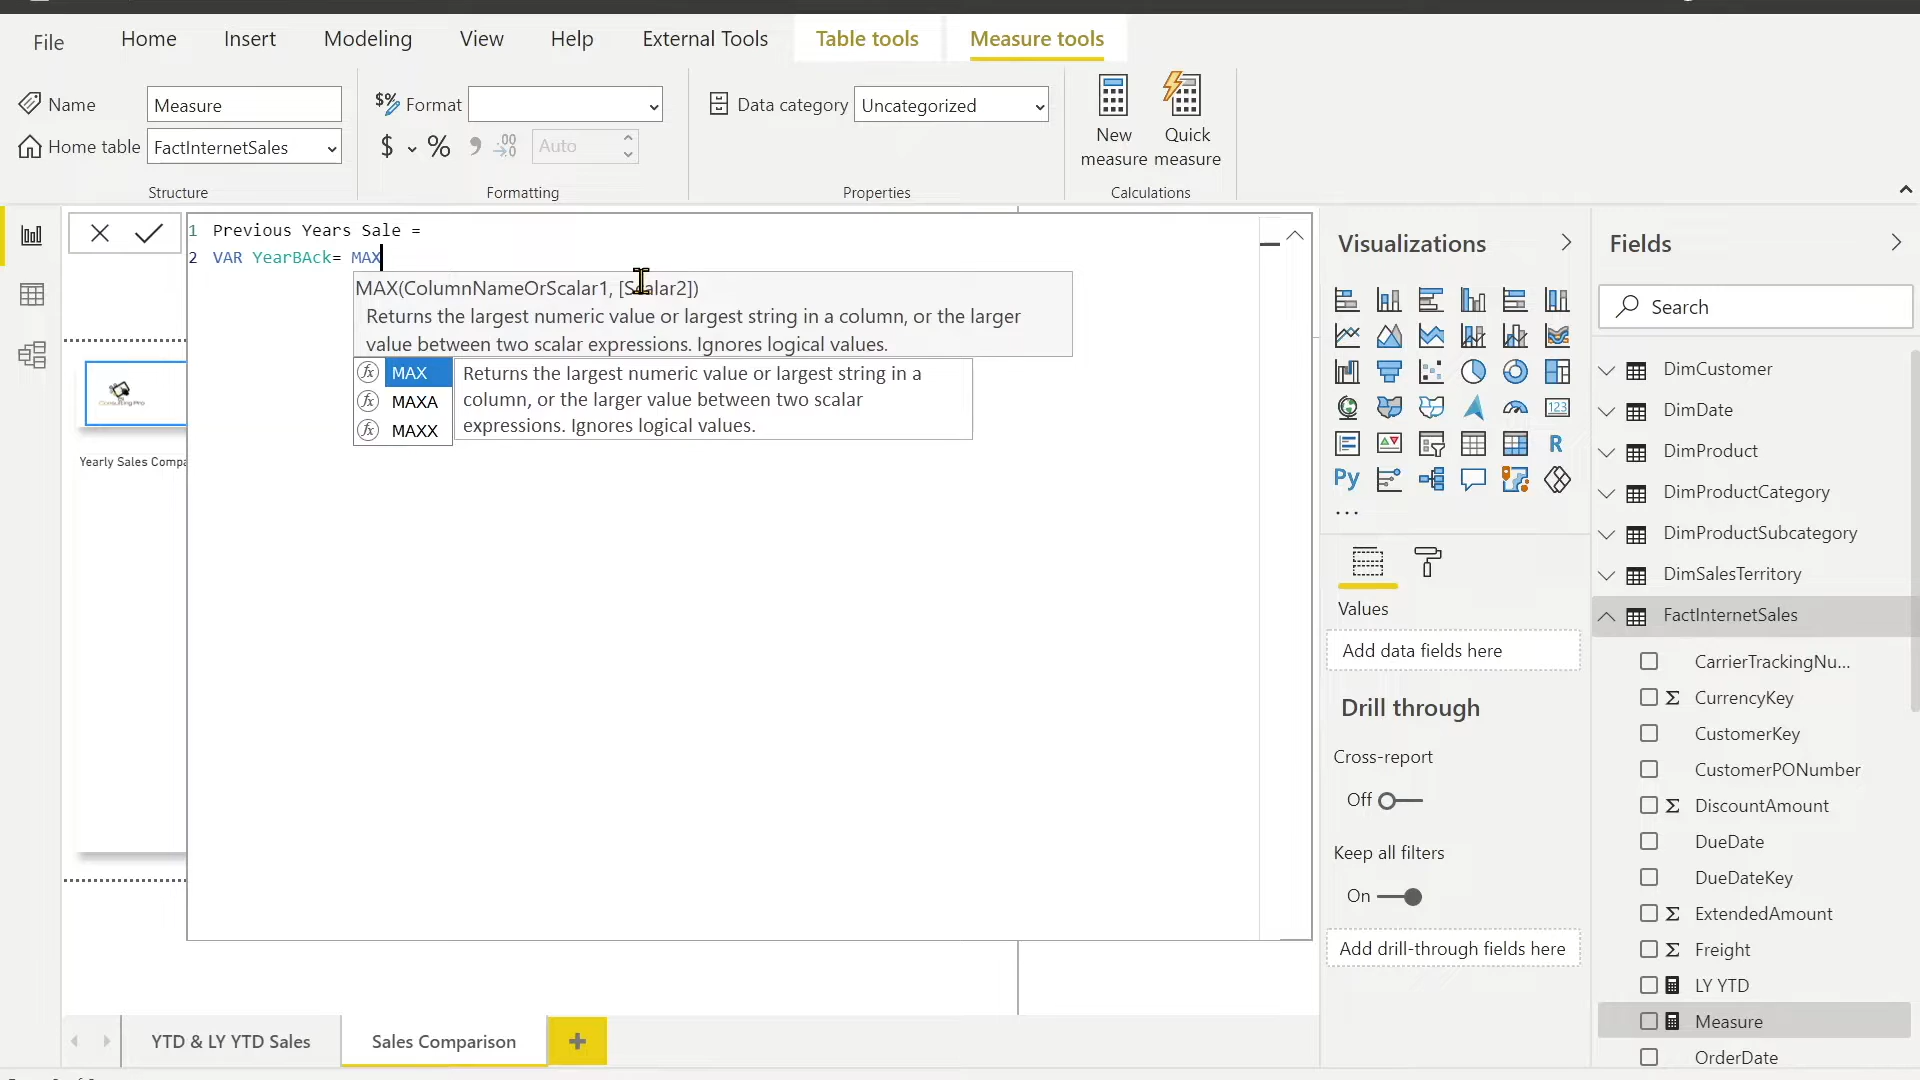 File
Home
Insert
Modeling
View
Help
External Tools
Table tools
Measure tools
Name
Measure
Home table
FactInternetSales
Structure
$% Format
$ % 9 .00
Auto
Formatting
Data category
Uncategorized
Properties
New
measure
Quick
measure
Calculations
1 Previous Years Sale =
2 VAR YearBAck= MAX
MAX(ColumnNameOrScalar1, [Scalar2])
Returns the largest numeric value or largest string in a column, or the larger
value between two scalar expressions. Ignores logical values.
fx MAX
fx MAXA
fx MAXX
Returns the largest numeric value or largest string in a
column, or the larger value between two scalar
expressions. Ignores logical values.
Yearly Sales Compa
YTD & LY YTD Sales
Sales Comparison
+
Visualizations
123
R
Py
...
Values
Add data fields here
Drill through
Cross-report
Off
Keep all filters
On
Add drill-through fields here
Fields
Search
DimCustomer
DimDate
DimProduct
DimProductCategory
DimProductSubcategory
DimSalesTerritory
FactInternetSales
CarrierTrackingNu...
Σ CurrencyKey
CustomerKey
CustomerPONumber
Σ DiscountAmount
DueDate
DueDateKey
Σ ExtendedAmount
Σ Freight
LY YTD
Measure
OrderDate